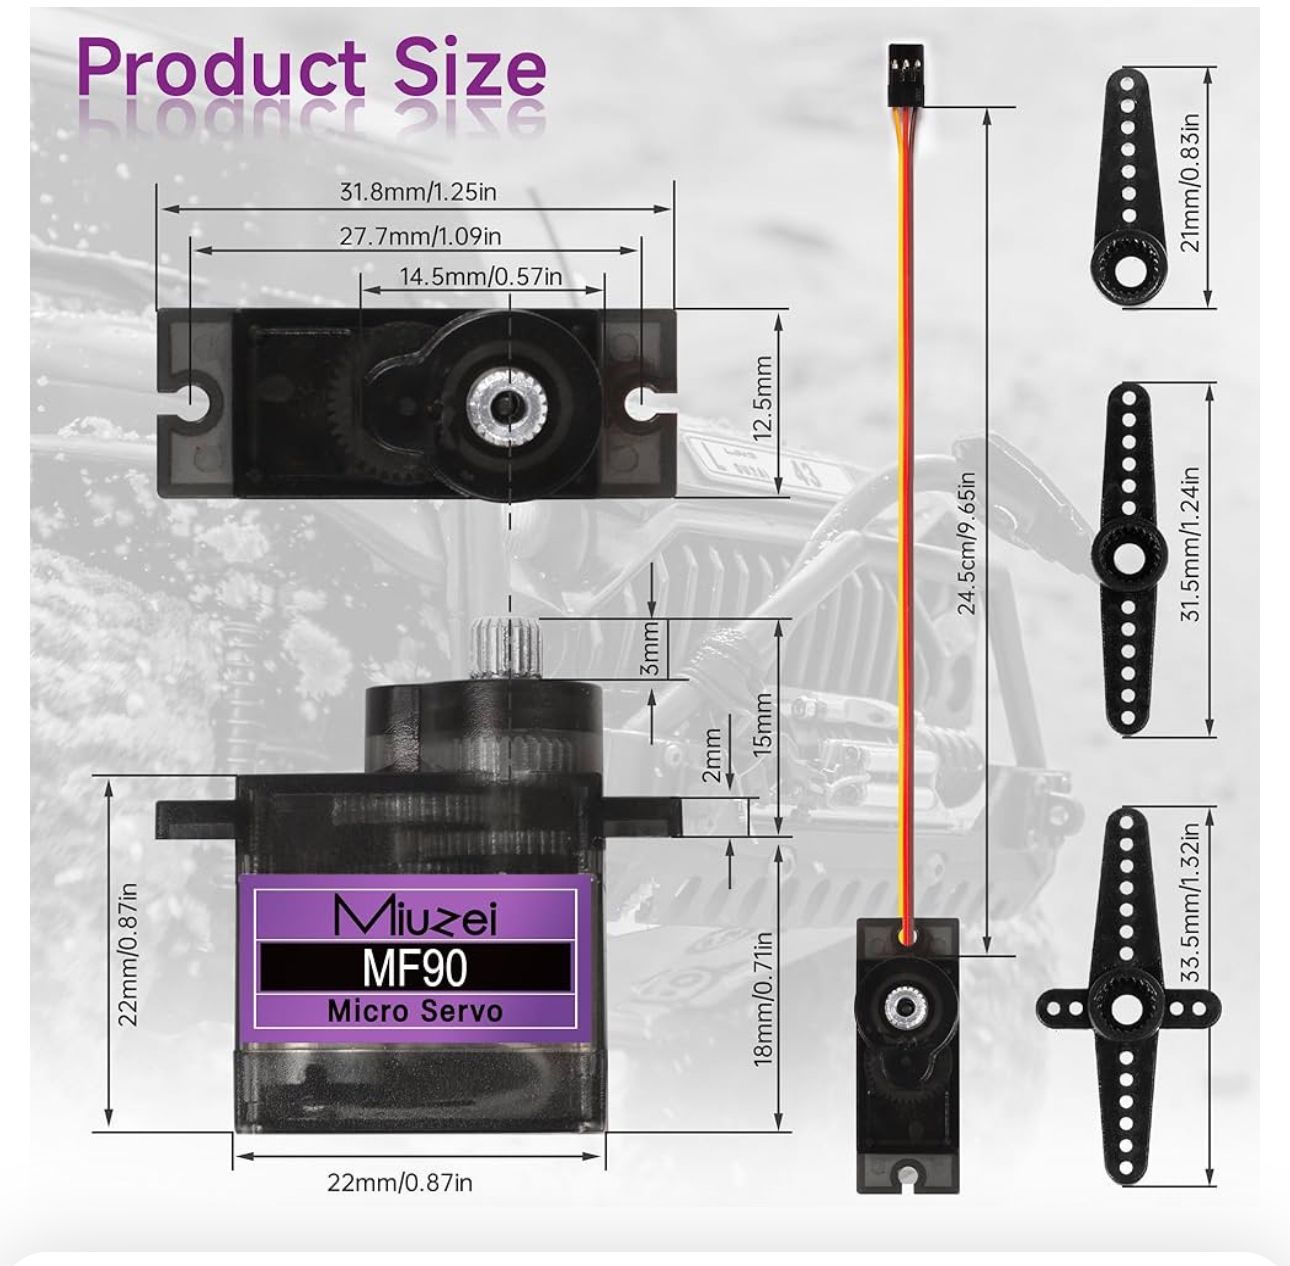 Product Size
31.8mm/1.25in
27.7mm/1.09in
14.5mm/0.57in
12.5mm
3mm
15mm
2mm
22mm/0.87in
Miuzei
MF90
Micro Servo
18mm/0.71in
22mm/0.87in
24.5cm/9.65in
21mm/0.83in
31.5mm/1.24in
33.5mm/1.32in
L
43